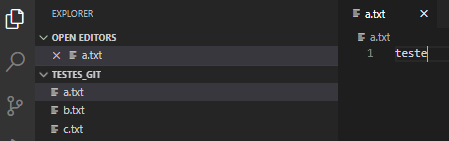 EXPLORER
OPEN EDITORS
a.txt
TESTES_GIT
a.txt
b.txt
c.txt
a.txt
a.txt
1 teste